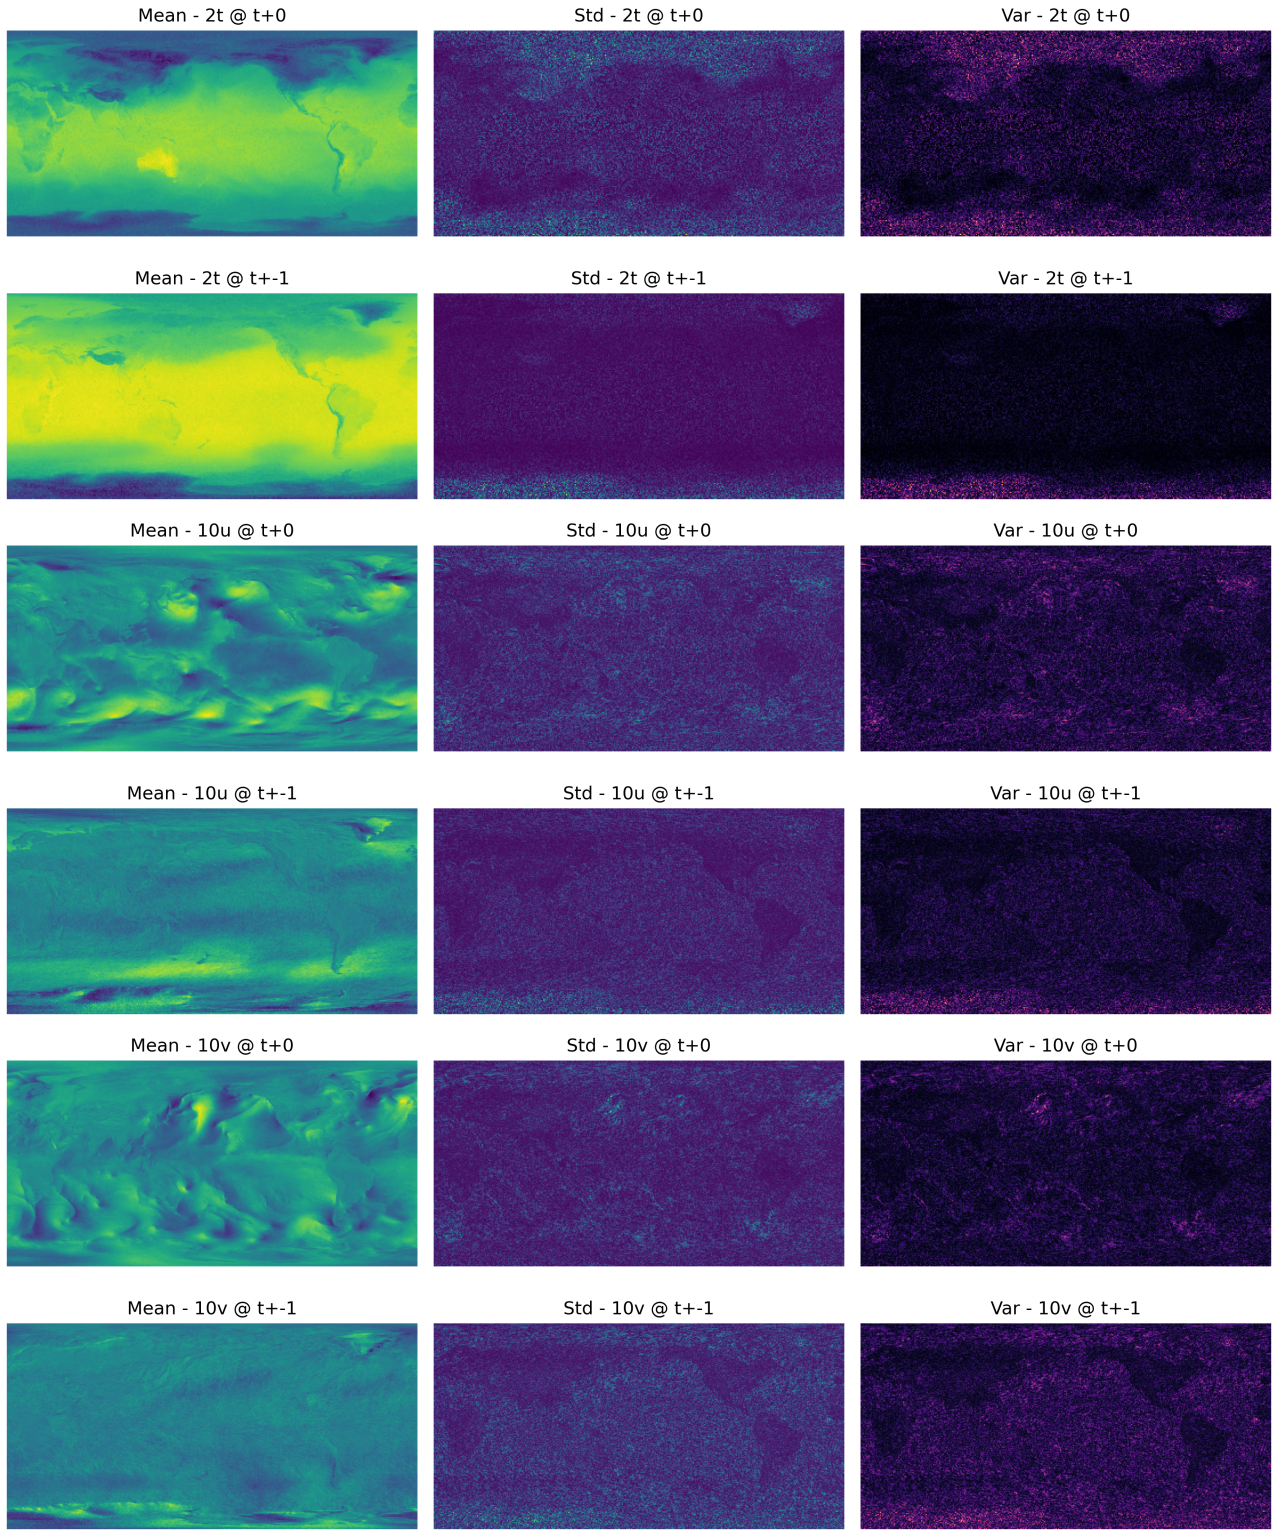 Mean - 2t @ t+0
Std - 2t @ t+0
Var - 2t @ t+0
Mean - 2t @ t+-1
Std - 2t @ t+-1
Var - 2t @ t+-1
Mean - 10u @ t+0
Std - 10u @ t+0
Var - 10u @ t+0
Mean - 10u @ t+-1
Std - 10u @ t+-1
Var - 10u @ t+-1
Mean - 10v @ t+0
Std - 10v @ t+0
Var - 10v @ t+0
Mean - 10v @ t+-1
Std - 10v @ t+-1
Var - 10v @ t+-1